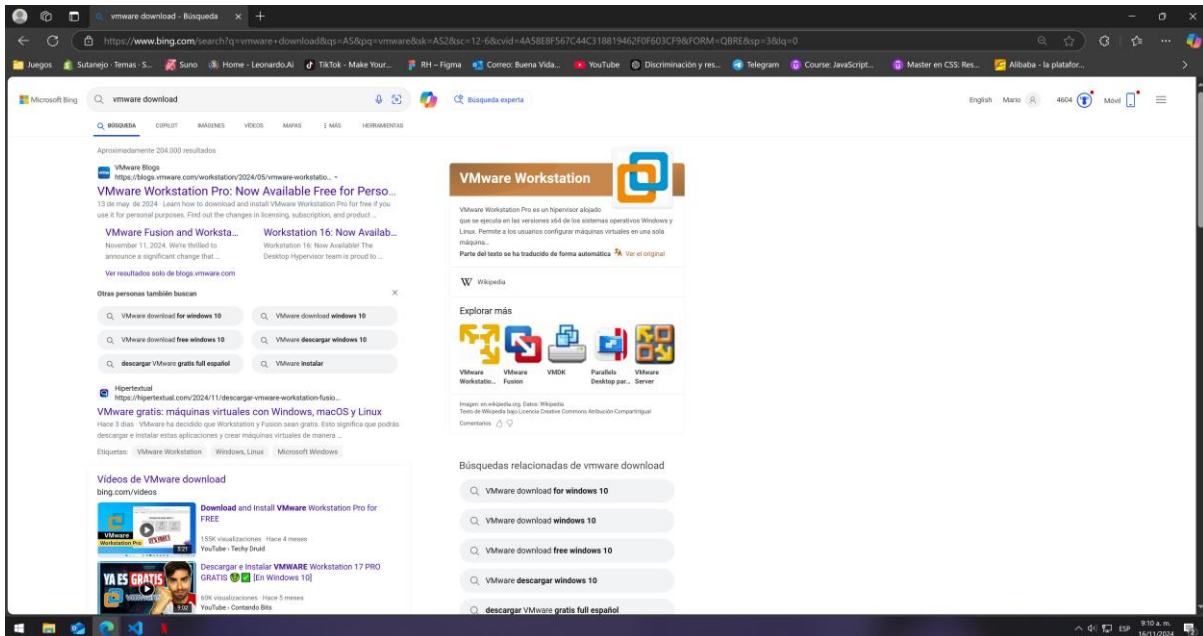 vmware download - Búsqueda
https://www.bing.com/search?q=vmware+download&qs=AS&pq=vmware&sk=AS2&sc=12-6&cvid=4A58E8F567C44C318819462F0F603CF9&FORM=QBRE&sp=3&lq=0
Juegos
Sutanejo · Temas - S...
Suno
Home - Leonardo.Ai
TikTok - Make Your...
RH – Figma
Correo: Buena Vida...
YouTube
Discriminación y res...
Telegram
Course: JavaScript...
Master en CSS: Res...
Alibaba - la platafor...
Microsoft Bing
vmware download
Búsqueda experta
English
Mario
4604
Móvil
BÚSQUEDA
COPILOT
IMÁGENES
VÍDEOS
MAPAS
MÁS
HERRAMIENTAS
Aproximadamente 204.000 resultados
VMware Blogs
https://blogs.vmware.com/workstation/2024/05/vmware-workstatio...
VMware Workstation Pro: Now Available Free for Perso...
13 de may. de 2024 · Learn how to download and install VMware Workstation Pro for free if you
use it for personal purposes. Find out the changes in licensing, subscription, and product ...
VMware Fusion and Worksta...
November 11, 2024. We're thrilled to
announce a significant change that ...
Workstation 16: Now Availab...
Workstation 16: Now Available! The
Desktop Hypervisor team is proud to ...
Ver resultados solo de blogs.vmware.com
Otras personas también buscan
VMware download for windows 10
VMware download windows 10
VMware download free windows 10
VMware descargar windows 10
descargar VMware gratis full español
VMware instalar
Hipertextual
https://hipertextual.com/2024/11/descargar-vmware-workstation-fusio...
VMware gratis: máquinas virtuales con Windows, macOS y Linux
Hace 3 días · VMware ha decidido que Workstation y Fusion sean gratis. Esto significa que podrás
descargar e instalar estas aplicaciones y crear máquinas virtuales de manera ...
Etiquetas:
VMware Workstation
Windows, Linux
Microsoft Windows
Vídeos de VMware download
bing.com/videos
VMware
Workstation Pro
IT'S FREE!
5:21
Download and Install VMware Workstation Pro for
FREE
155K visualizaciones · Hace 4 meses
YouTube › Techy Druid
YA ES GRATIS
9:02
Descargar e Instalar VMWARE Workstation 17 PRO
GRATIS [En Windows 10]
60K visualizaciones · Hace 5 meses
YouTube › Contando Bits
VMware Workstation
VMware Workstation Pro es un hipervisor alojado
que se ejecuta en las versiones x64 de los sistemas operativos Windows y
Linux. Permite a los usuarios configurar máquinas virtuales en una sola
máquina...
Parte del texto se ha traducido de forma automática
Ver el original
W Wikipedia
Explorar más
VMware
Workstatio...
VMware
Fusion
VMDK
Parallels
Desktop par...
VMware
Server
Imagen: en.wikipedia.org. Datos: Wikipedia
Texto de Wikipedia bajo Licencia Creative Commons Atribución-CompartirIgual
Comentarios
Búsquedas relacionadas de vmware download
VMware download for windows 10
VMware download windows 10
VMware download free windows 10
VMware descargar windows 10
descargar VMware gratis full español
ESP
9:10 a. m.
16/11/2024